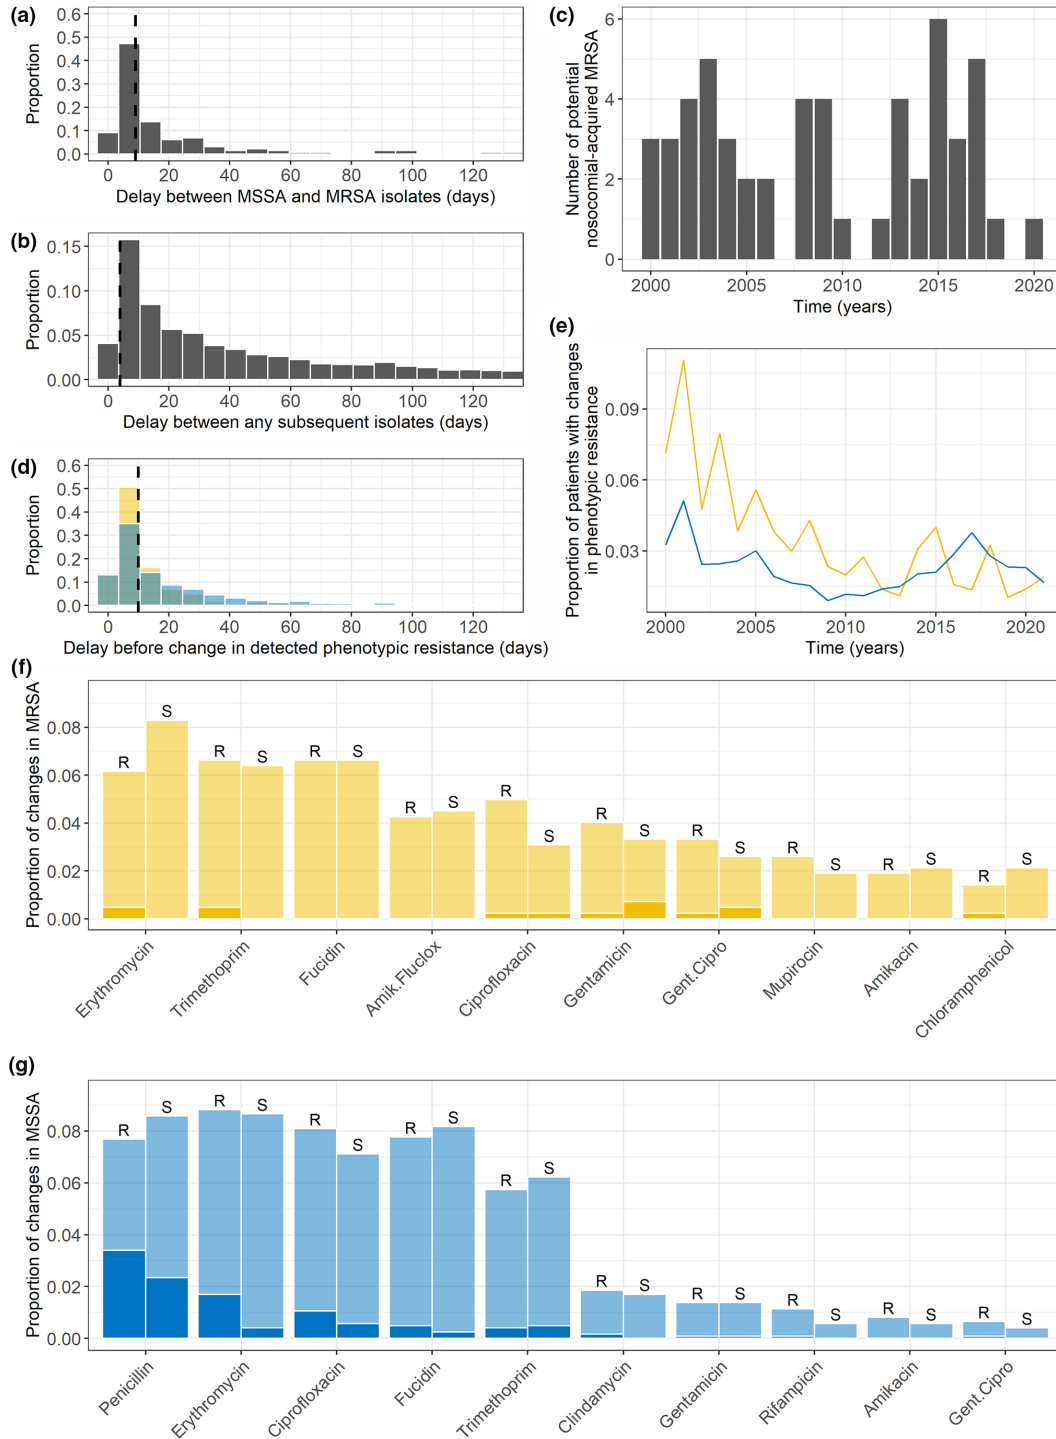 (a)
0.6
0.5
0.4
0.3
0.2
0.1
0.0
Proportion
0 20 40 60 80 100 120
Delay between MSSA and MRSA isolates (days)
(b)
0.15
0.10
0.05
0.00
Proportion
0 20 40 60 80 100 120
Delay between any subsequent isolates (days)
(c)
6
4
2
0
Number of potential
nosocomial-acquired MRSA
2000 2005 2010 2015 2020
Time (years)
(d)
0.6
0.5
0.4
0.3
0.2
0.1
0.0
Proportion
0 20 40 60 80 100 120
Delay before change in detected phenotypic resistance (days)
(e)
0.09
0.06
0.03
Proportion of patients with changes
in phenotypic resistance
2000 2005 2010 2015 2020
Time (years)
(f)
0.08
0.06
0.04
0.02
0.00
Proportion of changes in MRSA
R S R S R S R S R S R S R S R S R S R S
Erythromycin
Trimethoprim
Fucidin
Amik.Fluclox
Ciprofloxacin
Gentamicin
Gent.Cipro
Mupirocin
Amikacin
Chloramphenicol
(g)
0.08
0.06
0.04
0.02
0.00
Proportion of changes in MSSA
R S R S R S R S R S R S R S R S R S R S
Penicillin
Erythromycin
Ciprofloxacin
Fucidin
Trimethoprim
Clindamycin
Gentamicin
Rifampicin
Amikacin
Gent.Cipro